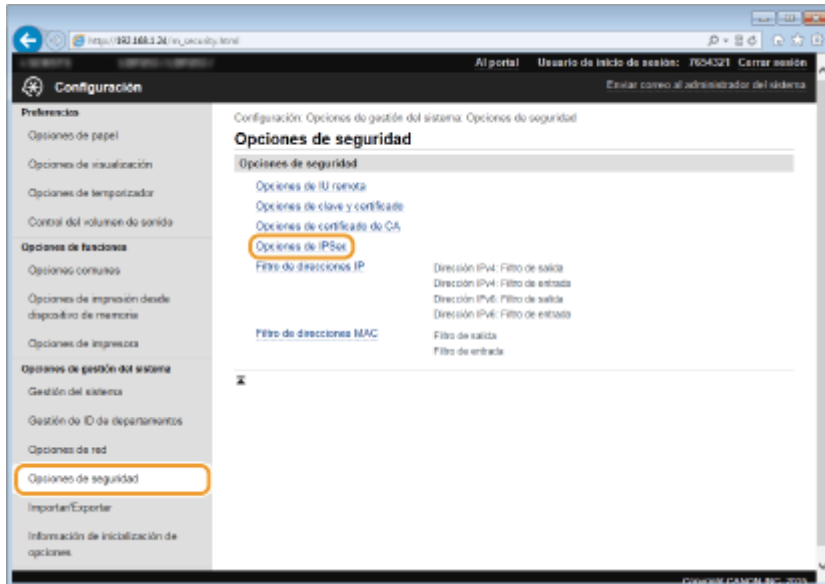 http://192.168.1.24/m_security.html
Al portal Usuario de inicio de sesión: 7654321 Cerrar sesión
Configuración
Enviar correo al administrador del sistema
Preferencias
Opciones de papel
Opciones de visualización
Opciones de temporizador
Control del volumen de sonido
Opciones de funciones
Opciones comunes
Opciones de impresión desde
dispositivo de memoria
Opciones de impresora
Opciones de gestión del sistema
Gestión del sistema
Gestión de ID de departamentos
Opciones de red
Opciones de seguridad
Importar/Exportar
Información de inicialización de
opciones
Configuración: Opciones de gestión del sistema: Opciones de seguridad
Opciones de seguridad
Opciones de seguridad
Opciones de IU remota
Opciones de clave y certificado
Opciones de certificado de CA
Opciones de IPSec
Filtro de direcciones IP
Dirección IPv4: Filtro de salida
Dirección IPv4: Filtro de entrada
Dirección IPv6: Filtro de salida
Dirección IPv6: Filtro de entrada
Filtro de direcciones MAC
Filtro de salida
Filtro de entrada
Copyright CANON INC. 2015